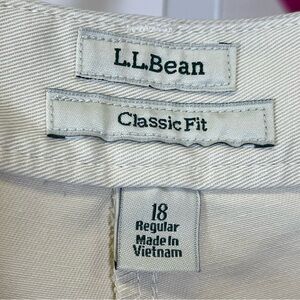 L.L.Bean
Classic Fit
18
Regular
Made In
Vietnam